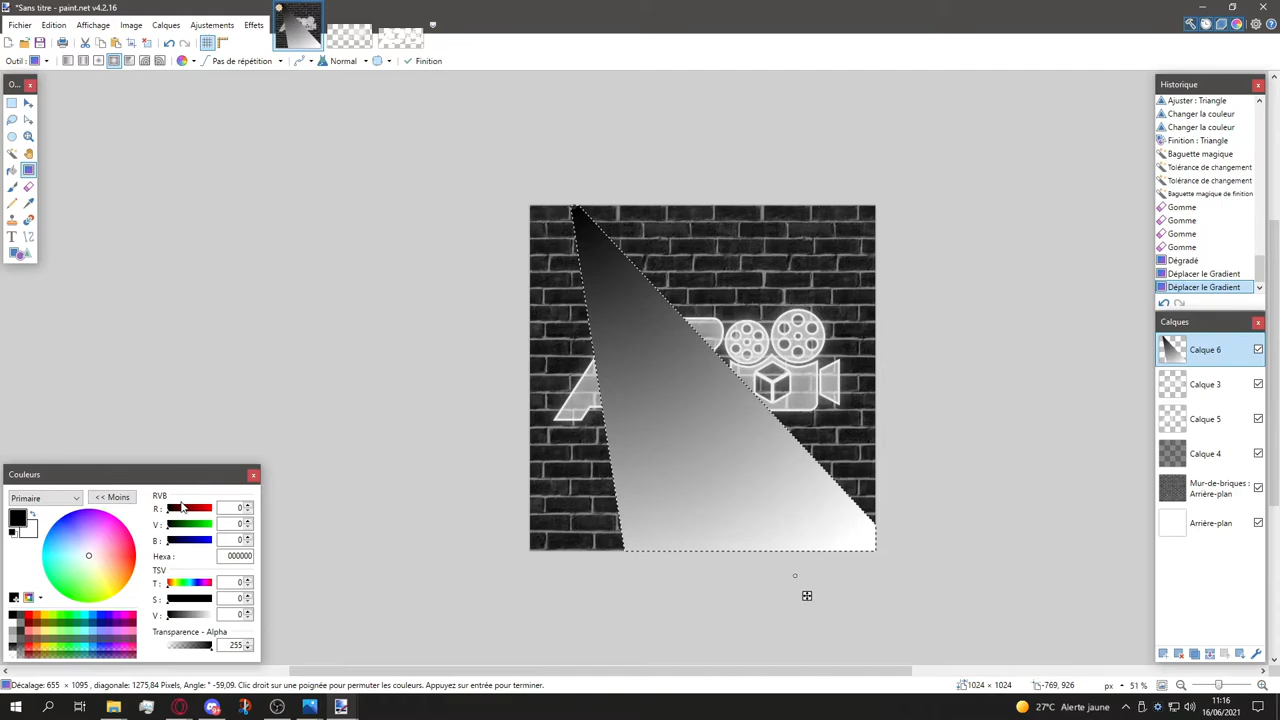 *Sans titre - paint.net v4.2.16
Fichier Edition Affichage Image Calques Ajustements Effets
Outil : Pas de répétition Normal Finition
O...
Historique
Ajuster : Triangle
Changer la couleur
Changer la couleur
Finition : Triangle
Baguette magique
Tolérance de changement
Tolérance de changement
Baguette magique de finition
Gomme
Gomme
Gomme
Gomme
Dégradé
Déplacer le Gradient
Déplacer le Gradient
Calques
Calque 6
Calque 3
Calque 5
Calque 4
Mur-de-briques :
Arrière-plan
Arrière-plan
Couleurs
Primaire << Moins RVB
R : 0
V : 0
B : 0
Hexa : 000000
TSV
T : 0
S : 0
V : 0
Transparence - Alpha
255
Décalage: 655 × 1095, diagonale: 1275,84 Pixels, Angle: ° -59,09. Clic droit sur une poignée pour permuter les couleurs. Appuyez sur entrée pour terminer. 1024 × 1024 -769, 926 px 51 %
27°C Alerte jaune 11:16
16/06/2021